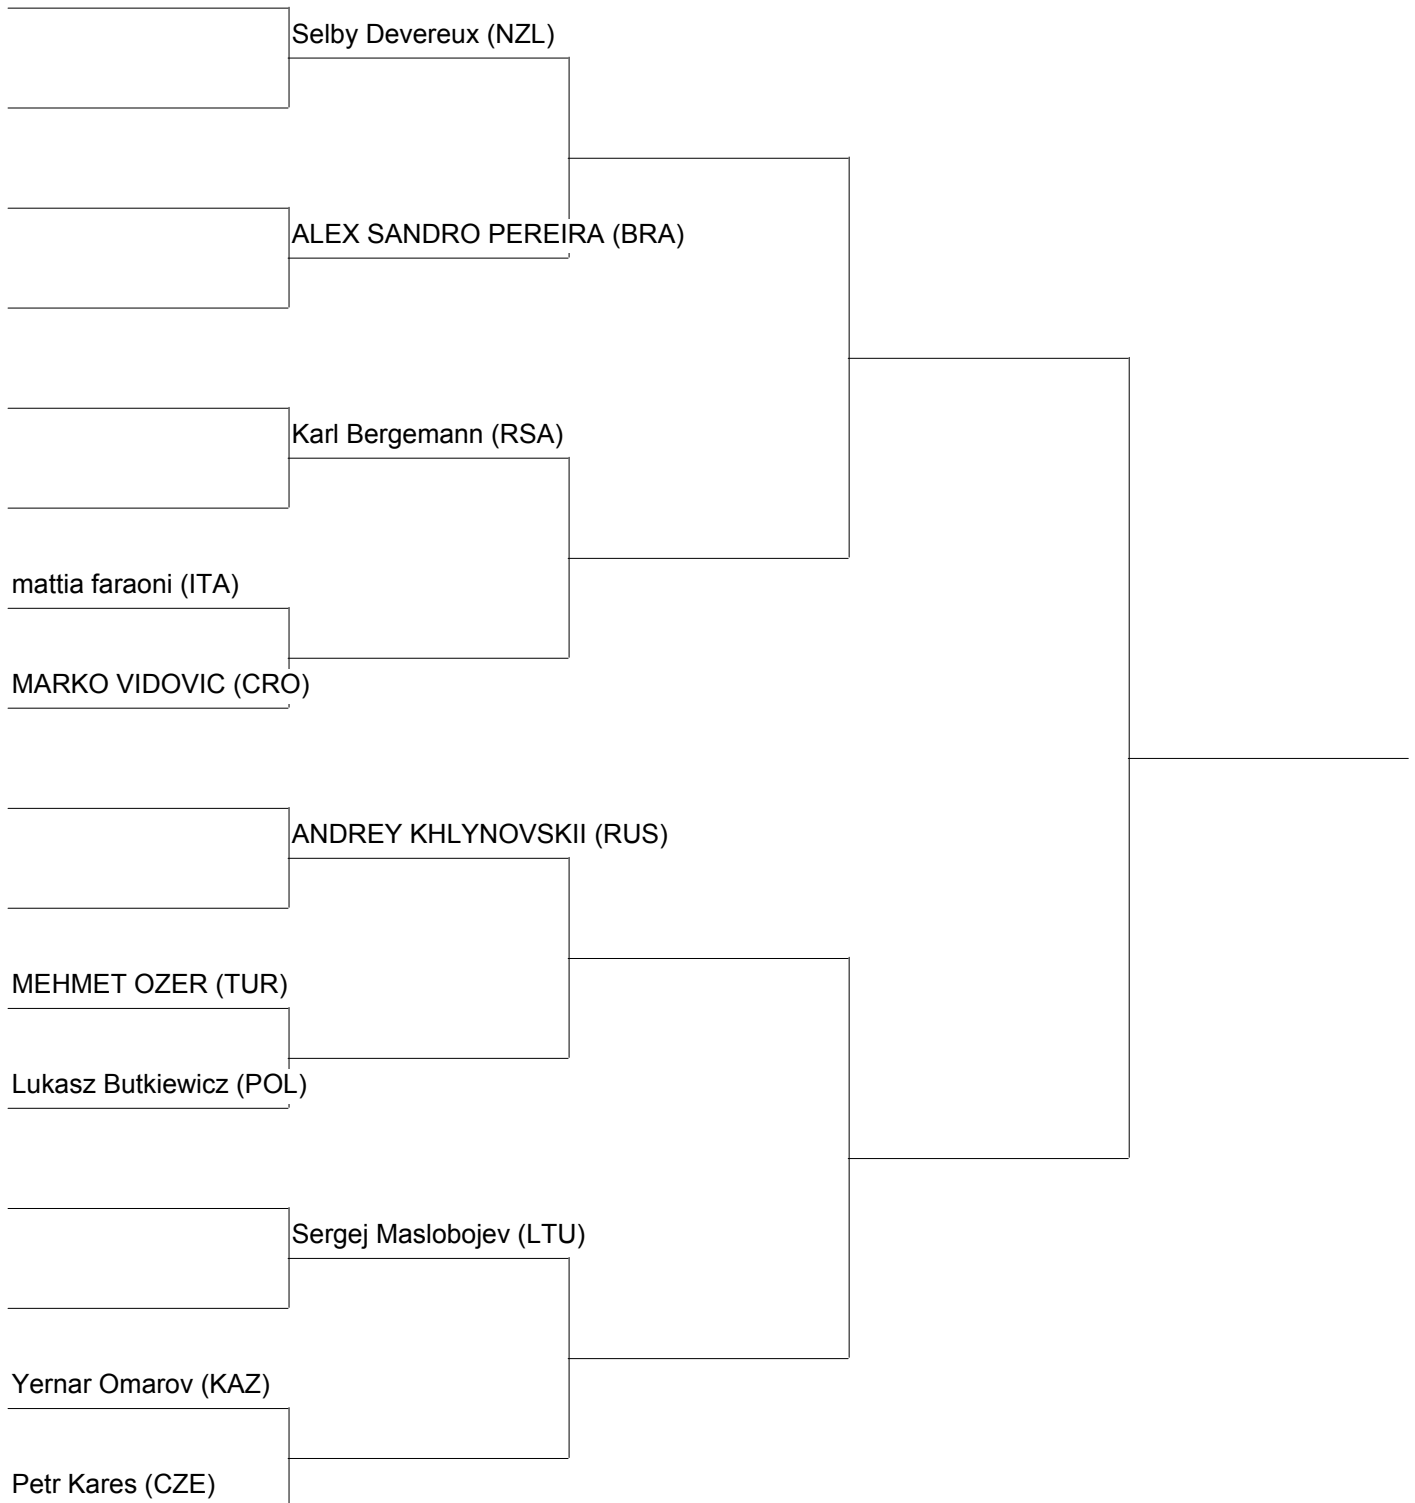 Selby Devereux (NZL)
ALEX SANDRO PEREIRA (BRA)
Karl Bergemann (RSA)
mattia faraoni (ITA)
MARKO VIDOVIC (CRO)
ANDREY KHLYNOVSKII (RUS)
MEHMET OZER (TUR)
Lukasz Butkiewicz (POL)
Sergej Maslobojev (LTU)
Yernar Omarov (KAZ)
Petr Kares (CZE)